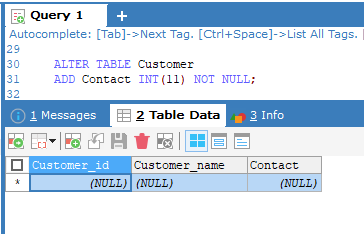 Query 1
Autocomplete: [Tab]->Next Tag. [Ctrl+Space]->List All Tags. [
29
30 ALTER TABLE Customer
31 ADD Contact INT(11) NOT NULL;
32
1 Messages 2 Table Data 3 Info
Customer_id Customer_name Contact
* (NULL) (NULL) (NULL)